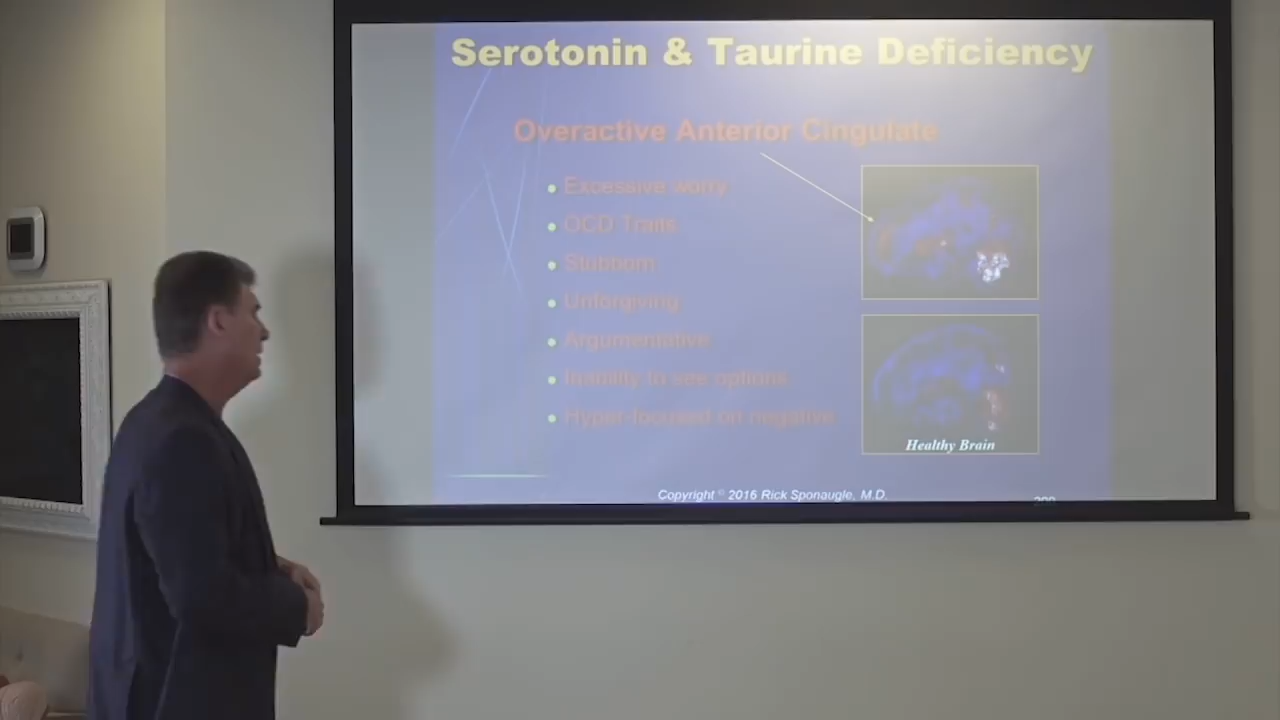 Serotonin & Taurine Deficiency
Overactive Anterior Cingulate
Excessive worry
OCD Traits
Stubborn
Unforgiving
Argumentative
Inability to see options
Hyper-focused on negative
Healthy Brain
Copyright © 2016 Rick Sponaugle, M.D.